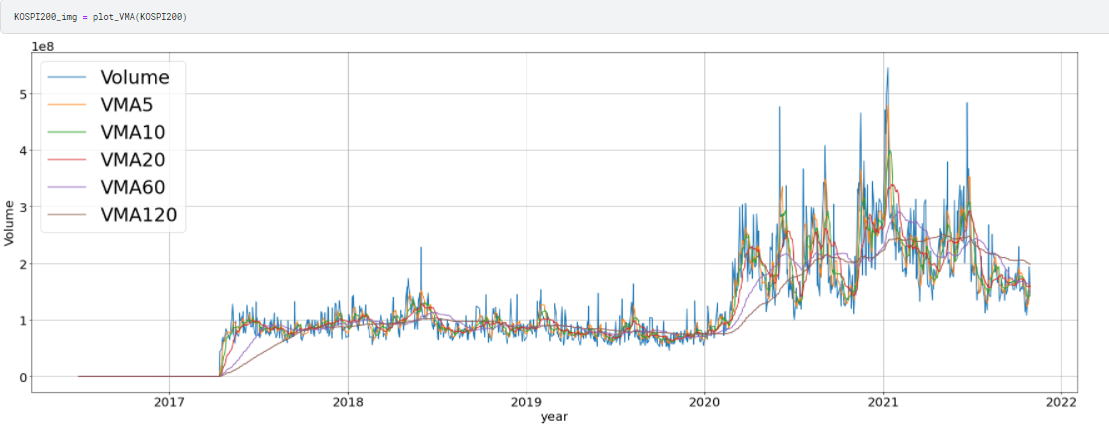 KOSPI200_img = plot_VMA(KOSPI200)
1e8
Volume
VMA5
VMA10
VMA20
VMA60
VMA120
5
4
3
2
1
0
Volume
2017 2018 2019 2020 2021 2022
year